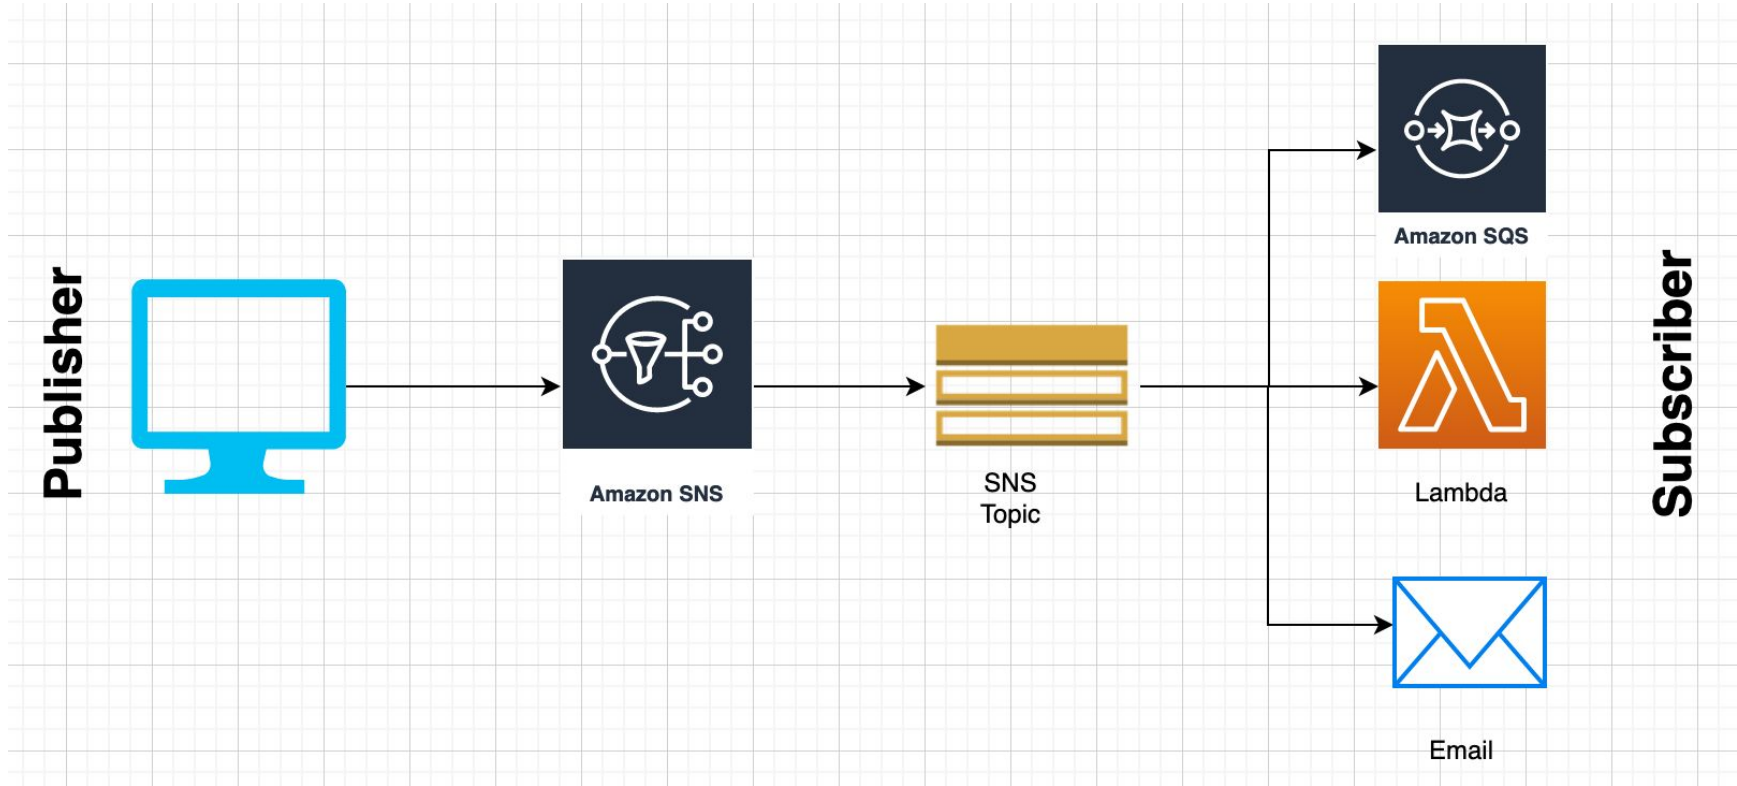 Publisher
Amazon SNS
SNS
Topic
Amazon SQS
Lambda
Email
Subscriber